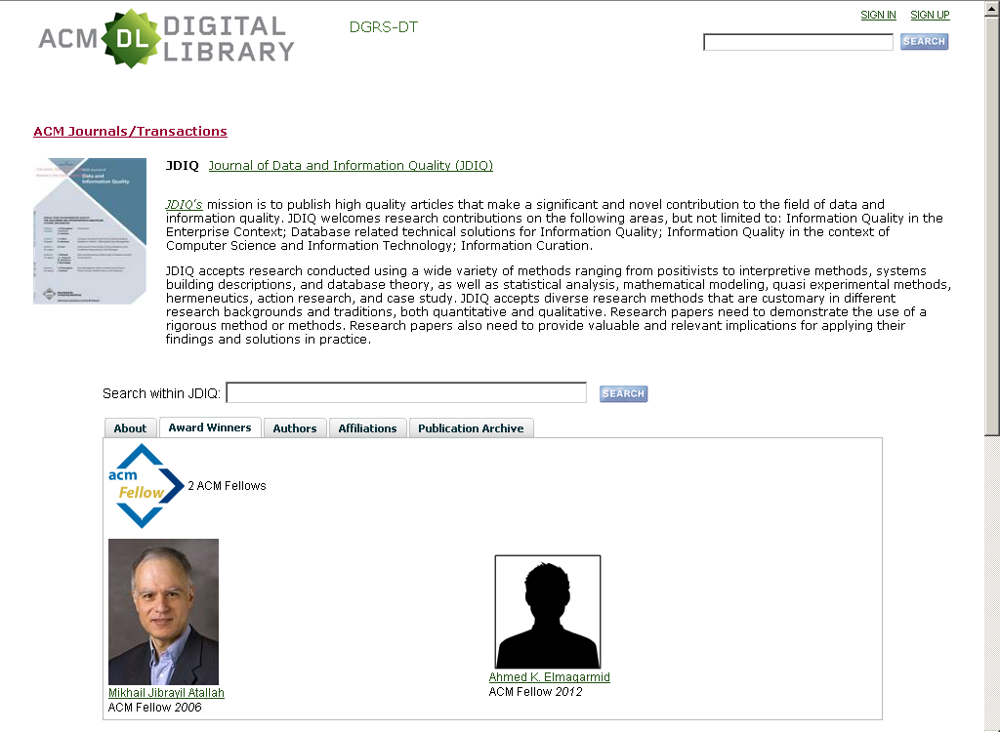 ACM DL DIGITAL LIBRARY
DGRS-DT
SIGN IN SIGN UP
SEARCH
ACM Journals/Transactions
JDIQ Journal of Data and Information Quality (JDIQ)
Data and
Information Quality
JDIQ's mission is to publish high quality articles that make a significant and novel contribution to the field of data and
information quality. JDIQ welcomes research contributions on the following areas, but not limited to: Information Quality in the
Enterprise Context; Database related technical solutions for Information Quality; Information Quality in the context of
Computer Science and Information Technology; Information Curation.
JDIQ accepts research conducted using a wide variety of methods ranging from positivists to interpretive methods, systems
building descriptions, and database theory, as well as statistical analysis, mathematical modeling, quasi experimental methods,
hermeneutics, action research, and case study. JDIQ accepts diverse research methods that are customary in different
research backgrounds and traditions, both quantitative and qualitative. Research papers need to demonstrate the use of a
rigorous method or methods. Research papers also need to provide valuable and relevant implications for applying their
findings and solutions in practice.
Search within JDIQ: SEARCH
About Award Winners Authors Affiliations Publication Archive
acm
Fellow
2 ACM Fellows
Mikhail Jibrayil Atallah
ACM Fellow 2006
Ahmed K. Elmagarmid
ACM Fellow 2012